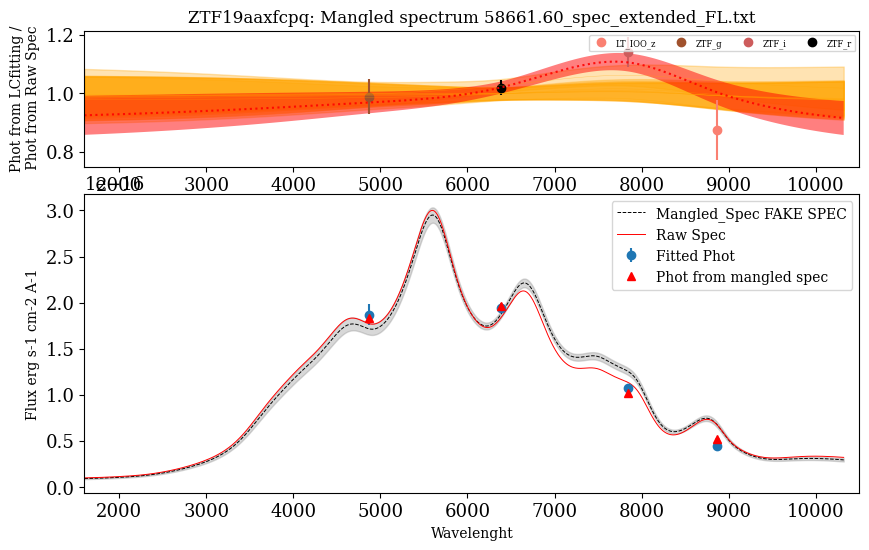 ZTF19aaxfcpq: Mangled spectrum 58661.60_spec_extended_FL.txt
Phot from LCfitting /
Phot from Raw Spec
1.2
1.0
0.8
LT_IOO_z
ZTF_g
ZTF_i
ZTF_r
2000 3000 4000 5000 6000 7000 8000 9000 10000
1e−16
Flux erg s-1 cm-2 A-1
3.0
2.5
2.0
1.5
1.0
0.5
0.0
Mangled_Spec FAKE SPEC
Raw Spec
Fitted Phot
Phot from mangled spec
2000 3000 4000 5000 6000 7000 8000 9000 10000
Wavelenght